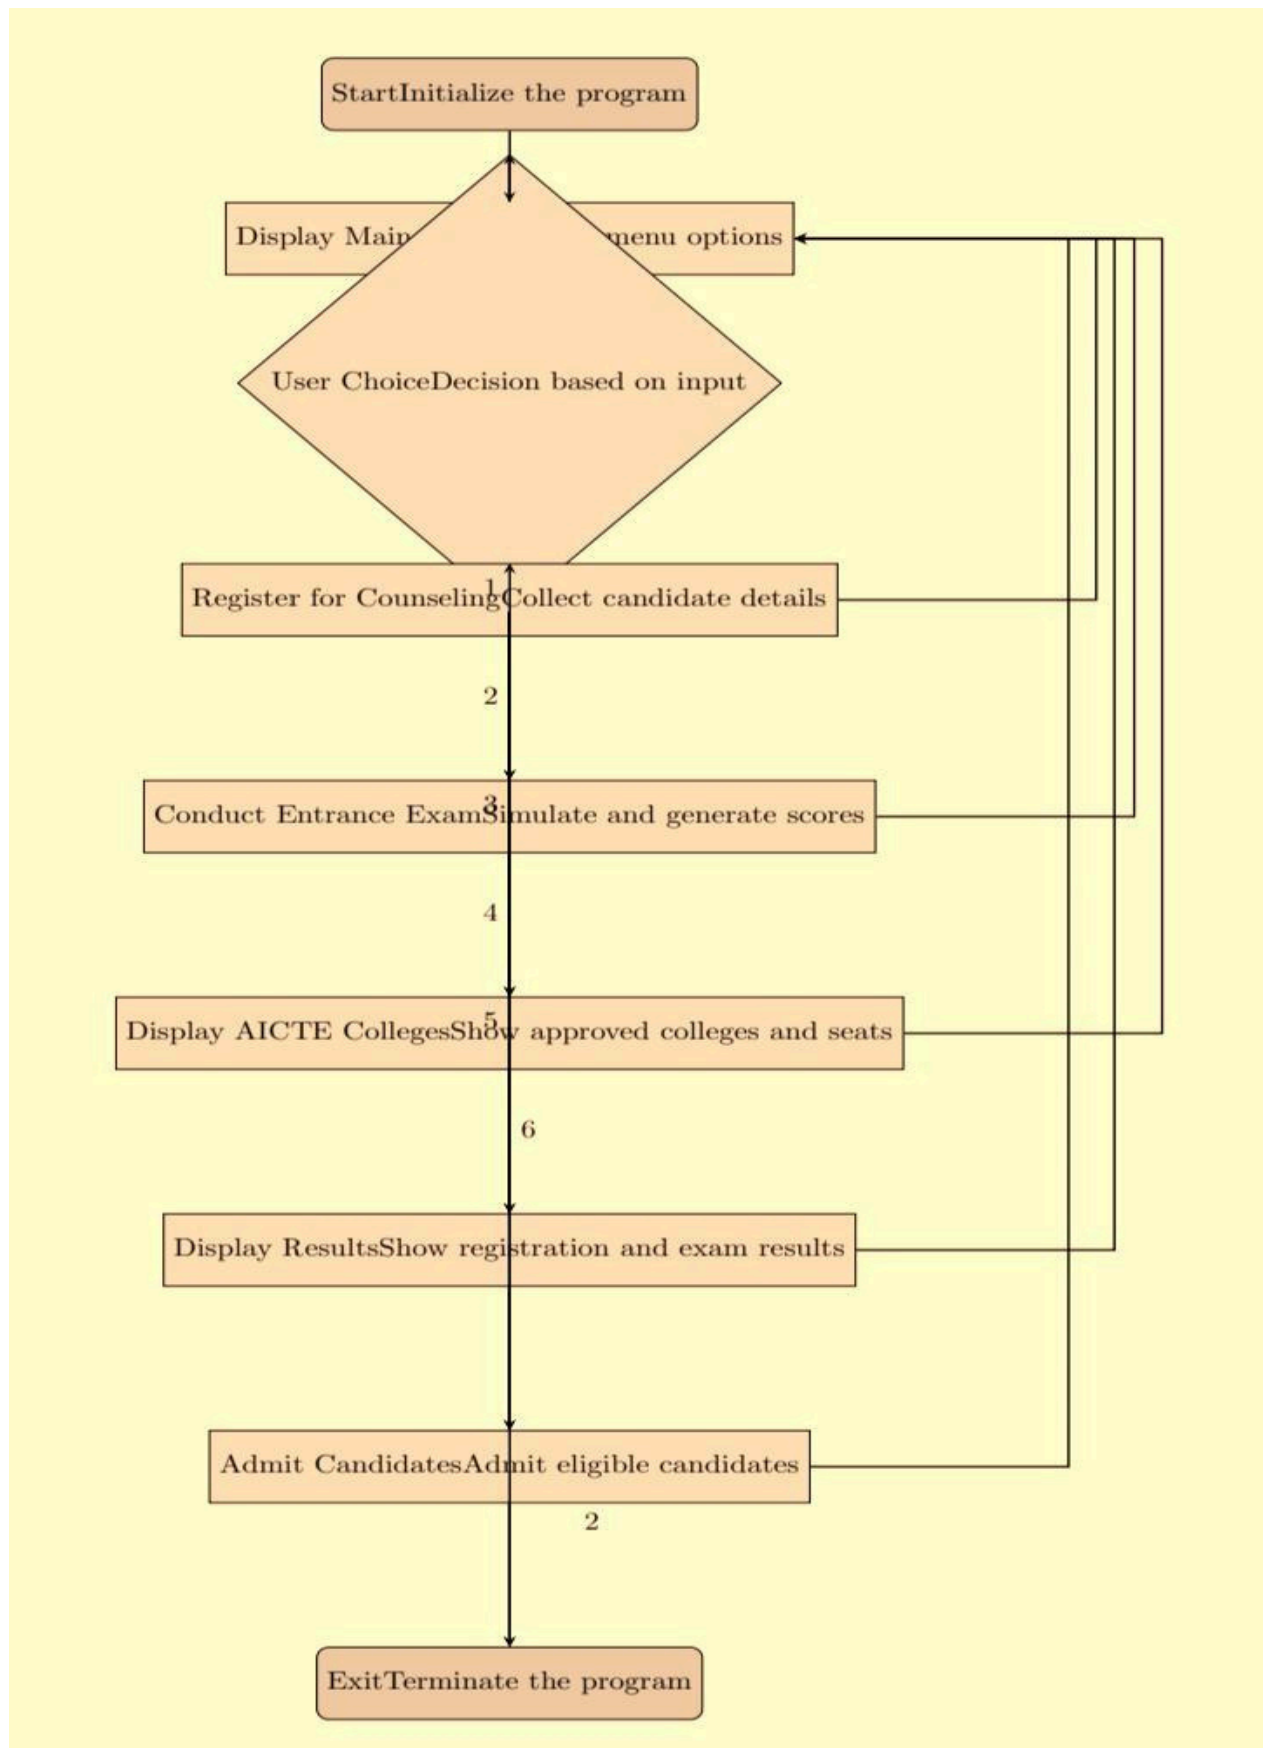 StartInitialize the program
Display Main menu options
User ChoiceDecision based on input
1
Register for CounselingCollect candidate details
2
3
Conduct Entrance ExamSimulate and generate scores
4
5
Display AICTE CollegesShow approved colleges and seats
6
Display ResultsShow registration and exam results
Admit CandidatesAdmit eligible candidates
2
ExitTerminate the program